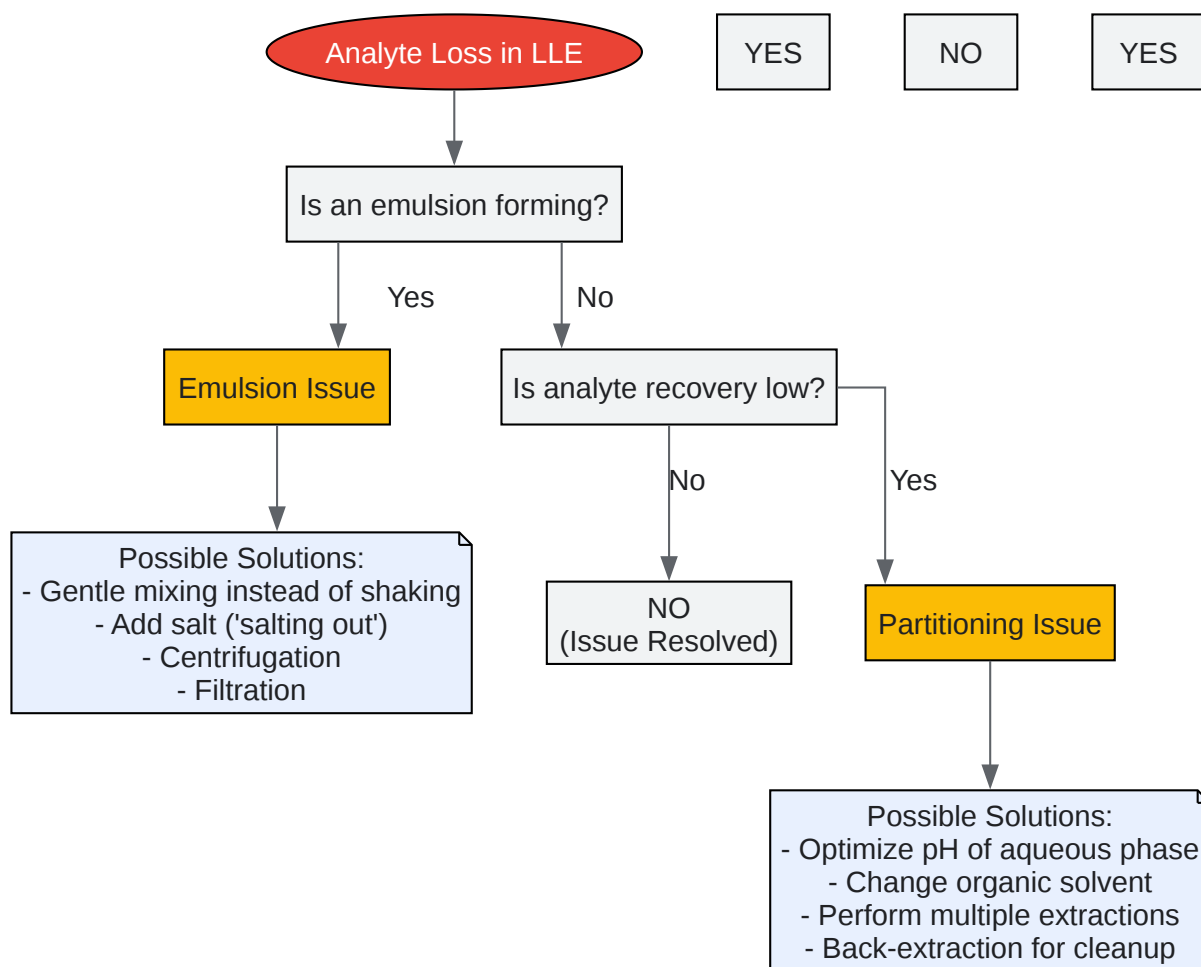 Analyte Loss in LLE
YES
NO
YES
Is an emulsion forming?
Yes
No
Emulsion Issue
Is analyte recovery low?
No
Yes
Possible Solutions:
- Gentle mixing instead of shaking
- Add salt ('salting out')
- Centrifugation
- Filtration
NO
(Issue Resolved)
Partitioning Issue
Possible Solutions:
- Optimize pH of aqueous phase
- Change organic solvent
- Perform multiple extractions
- Back-extraction for cleanup